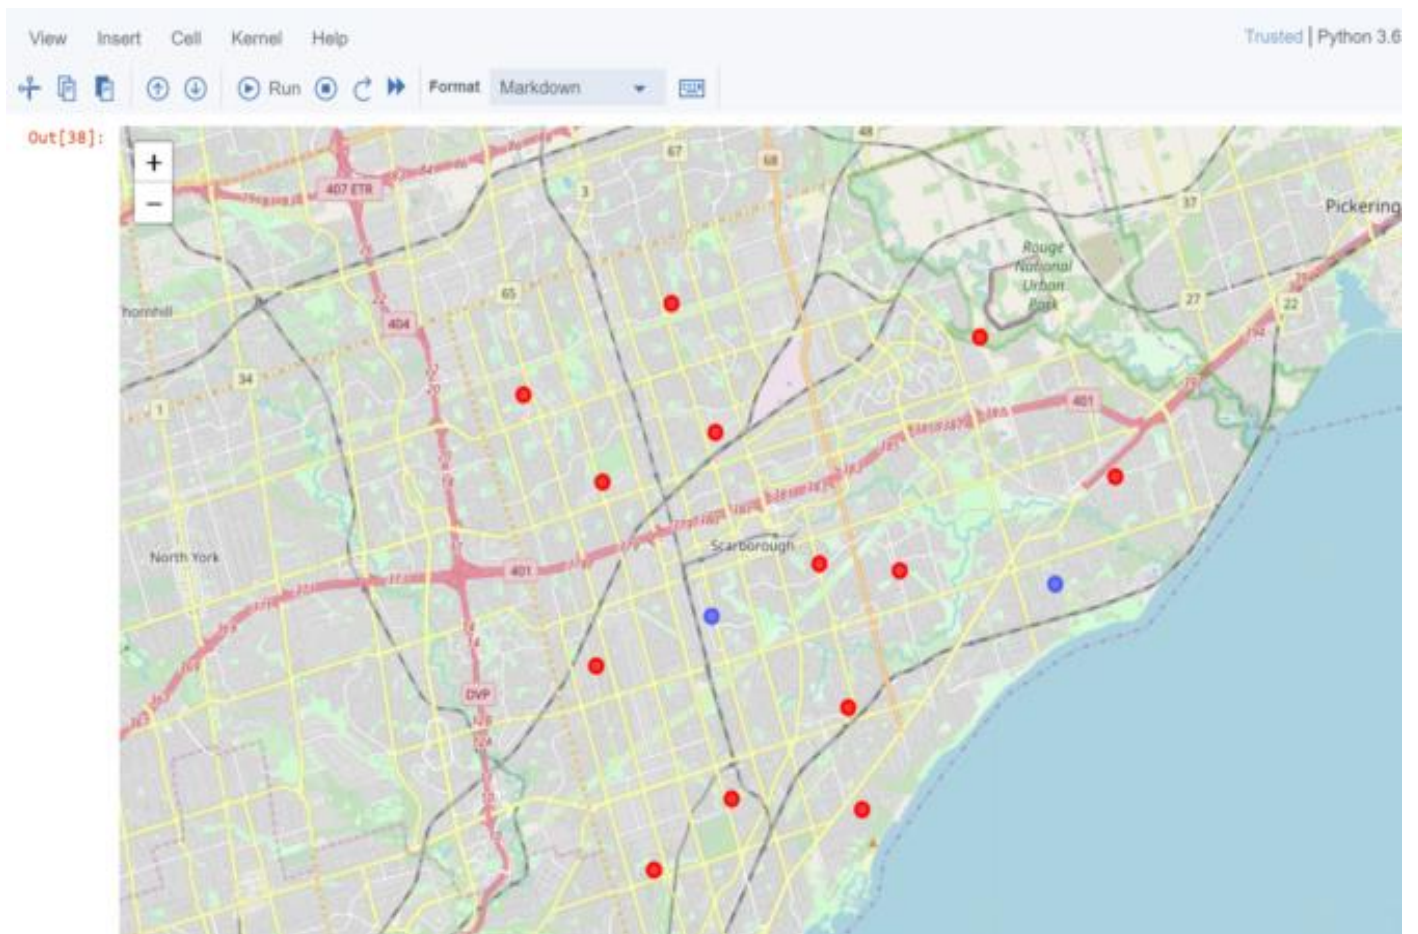 View Insert Cell Kernel Help
Trusted | Python 3.6
Run
Format Markdown
Out[38]:
+
−
48
67
68
407 ETR
3
37
Pickering
Rouge
National
Urban
Park
65
27
22
hornhill
404
34
1
401
Scarborough
North York
401
DVP